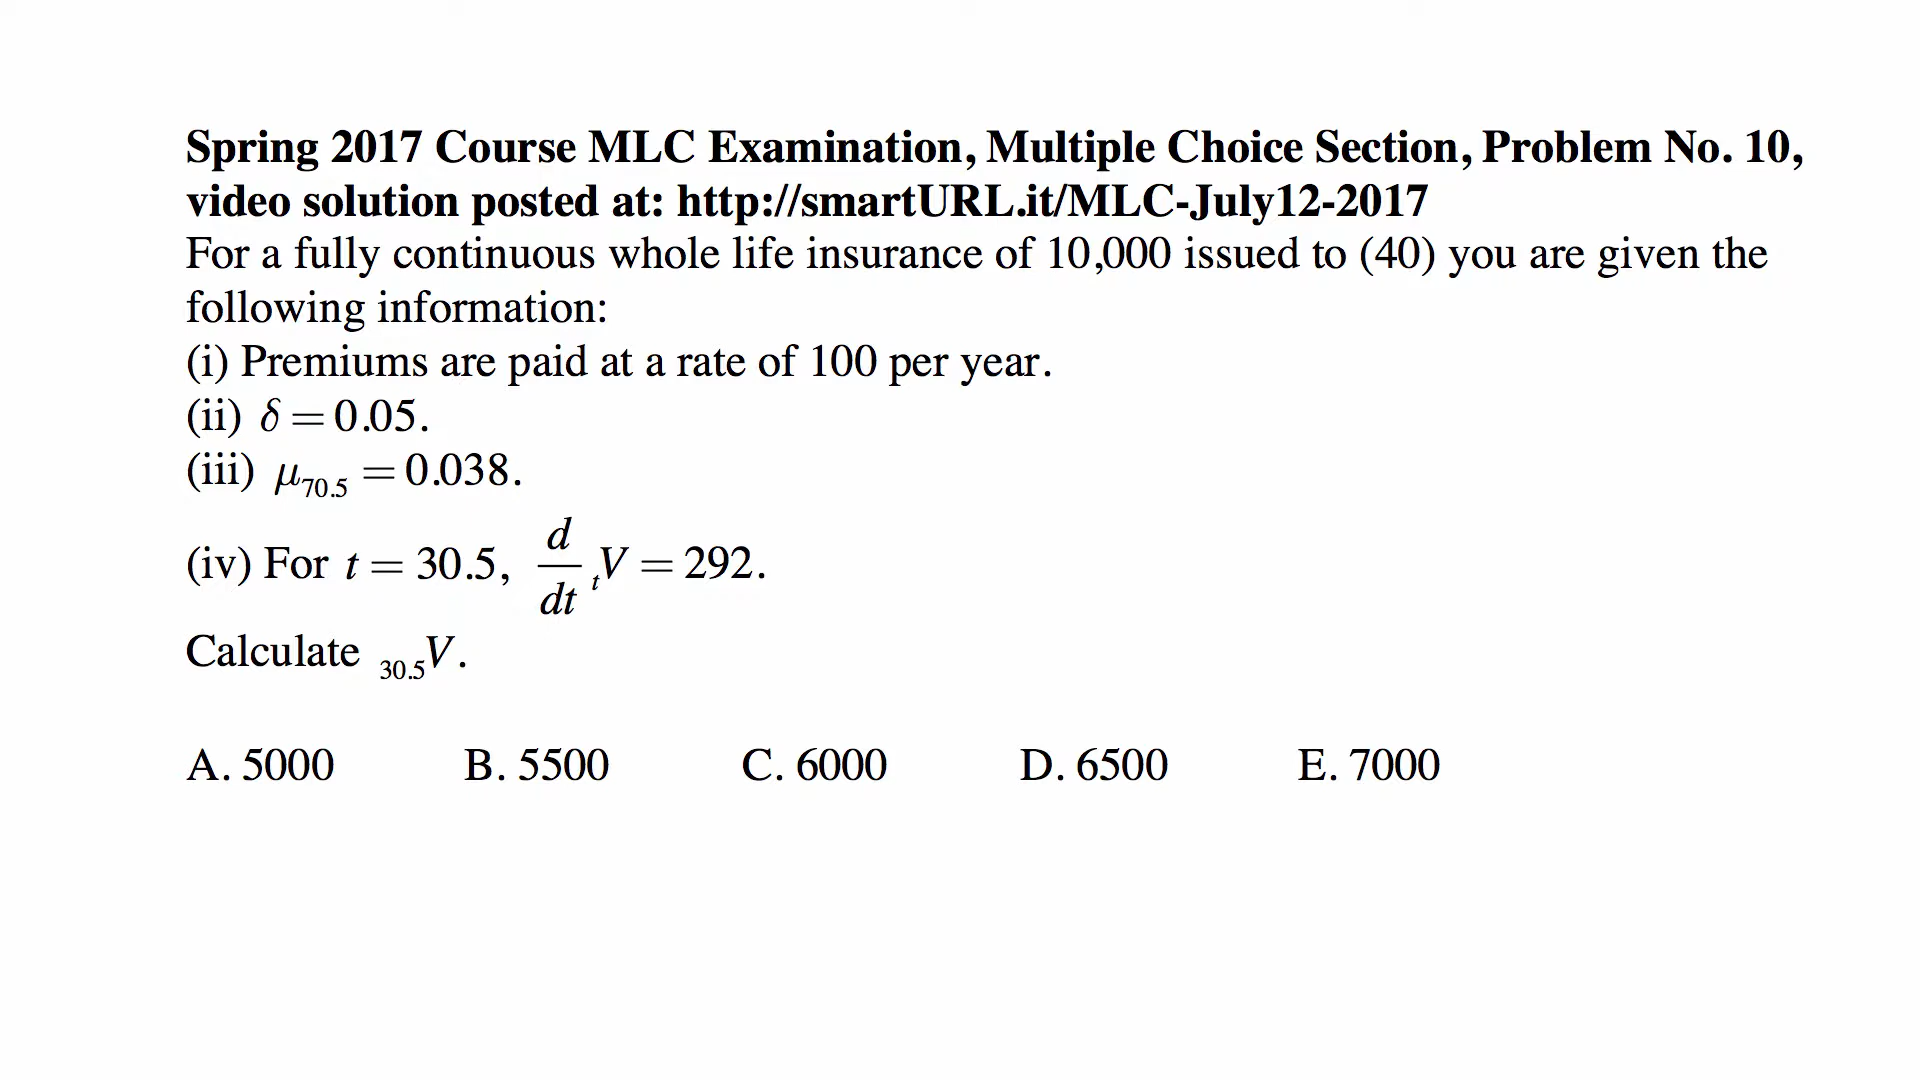 Spring 2017 Course MLC Examination, Multiple Choice Section, Problem No. 10,
video solution posted at: http://smartURL.it/MLC-July12-2017
For a fully continuous whole life insurance of 10,000 issued to (40) you are given the
following information:
(i) Premiums are paid at a rate of 100 per year.
(ii) δ = 0.05.
(iii) μ_70.5 = 0.038.
(iv) For t = 30.5, d/dt _tV = 292.
Calculate _30.5V.
A. 5000 B. 5500 C. 6000 D. 6500 E. 7000